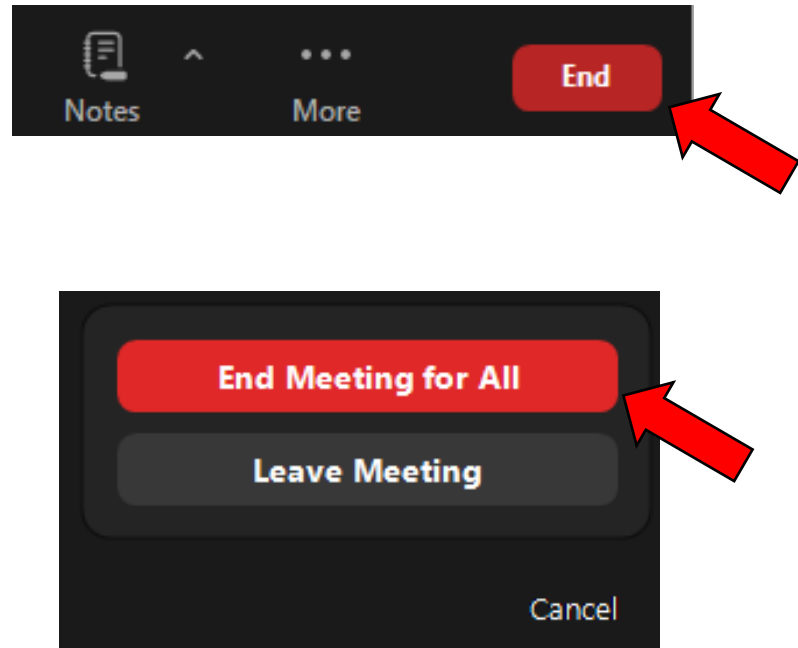 Notes
More
End
End Meeting for All
Leave Meeting
Cancel